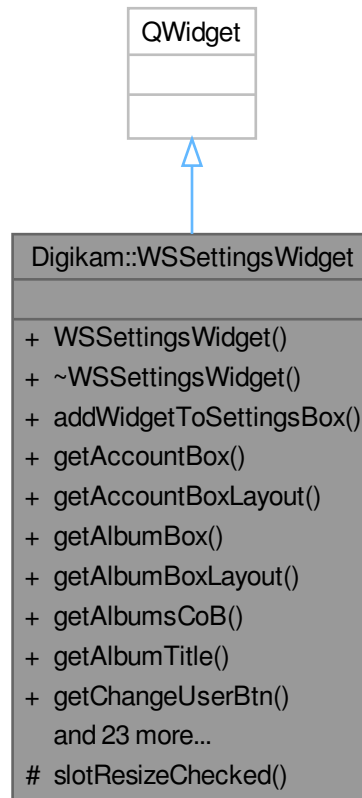 QWidget
Digikam::WSSettingsWidget
+ WSSettingsWidget()
+ ~WSSettingsWidget()
+ addWidgetToSettingsBox()
+ getAccountBox()
+ getAccountBoxLayout()
+ getAlbumBox()
+ getAlbumBoxLayout()
+ getAlbumsCoB()
+ getAlbumTitle()
+ getChangeUserBtn()
and 23 more...
# slotResizeChecked()